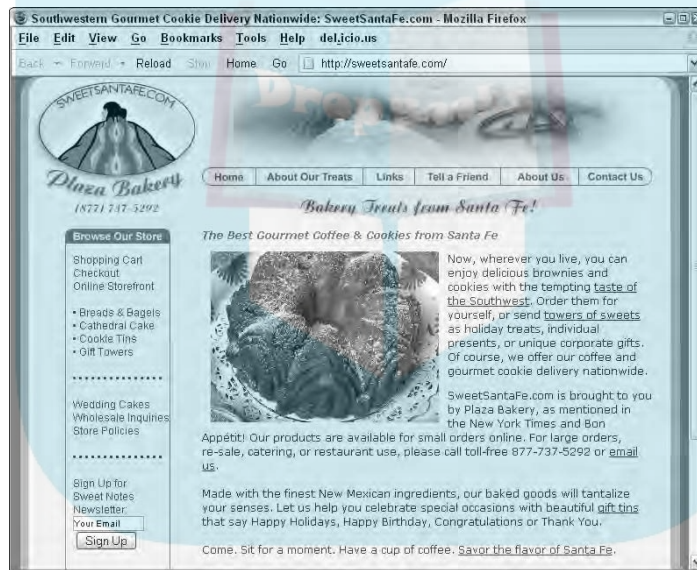 Southwestern Gourmet Cookie Delivery Nationwide: SweetSantaFe.com - Mozilla Firefox
File Edit View Go Bookmarks Tools Help del.icio.us
Back Forward Reload Stop Home Go http://sweetsantafe.com/
SWEETSANTAFE.COM
Plaza Bakery
(877) 737-5292
Home About Our Treats Links Tell a Friend About Us Contact Us
Bakery Treats from Santa Fe!
Browse Our Store
Shopping Cart
Checkout
Online Storefront
• Breads & Bagels
• Cathedral Cake
• Cookie Tins
• Gift Towers
Wedding Cakes
Wholesale Inquiries
Store Policies
Sign Up for
Sweet Notes
Newsletter:
Your Email
Sign Up
The Best Gourmet Coffee & Cookies from Santa Fe
Now, wherever you live, you can
enjoy delicious brownies and
cookies with the tempting taste of
the Southwest. Order them for
yourself, or send towers of sweets
as holiday treats, individual
presents, or unique corporate gifts.
Of course, we offer our coffee and
gourmet cookie delivery nationwide.
SweetSantaFe.com is brought to you
by Plaza Bakery, as mentioned in
the New York Times and Bon
Appétit! Our products are available for small orders online. For large orders,
re-sale, catering, or restaurant use, please call toll-free 877-737-5292 or email
us.
Made with the finest New Mexican ingredients, our baked goods will tantalize
your senses. Let us help you celebrate special occasions with beautiful gift tins
that say Happy Holidays, Happy Birthday, Congratulations or Thank You.
Come. Sit for a moment. Have a cup of coffee. Savor the flavor of Santa Fe.